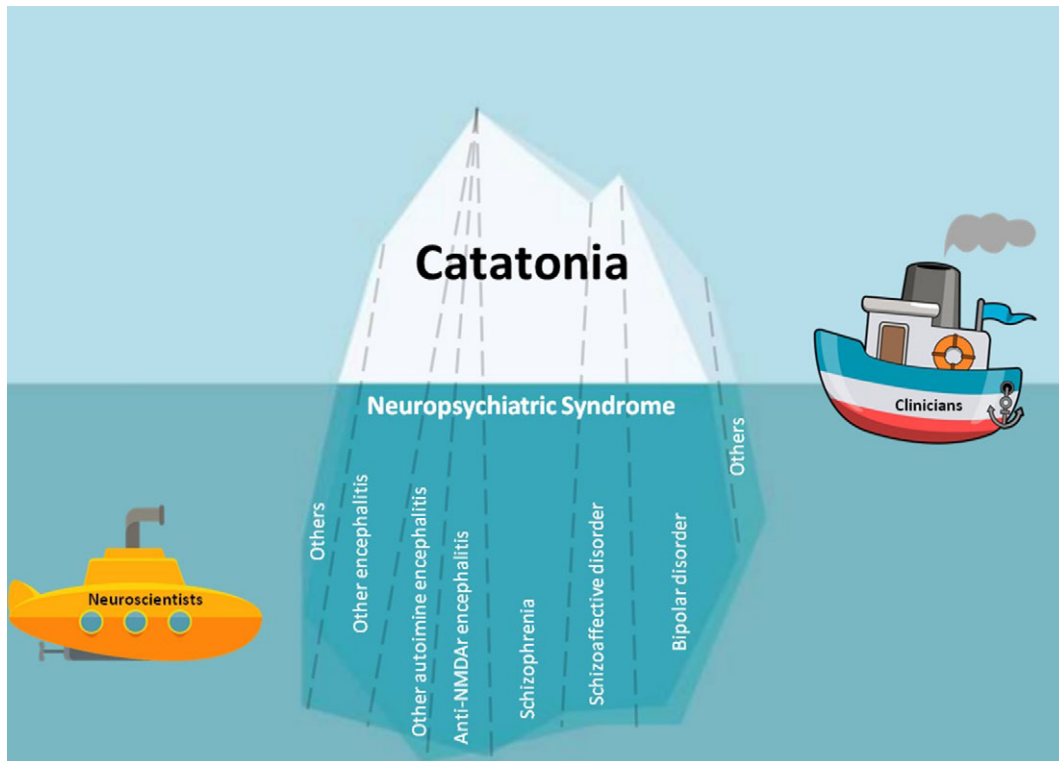 Catatonia
Neuropsychiatric Syndrome
Clinicians
Neuroscientists
Others
Other encephalitis
Other autoimine encephalitis
Anti-NMDAr encephalitis
Schizophrenia
Schizoaffective disorder
Bipolar disorder
Others